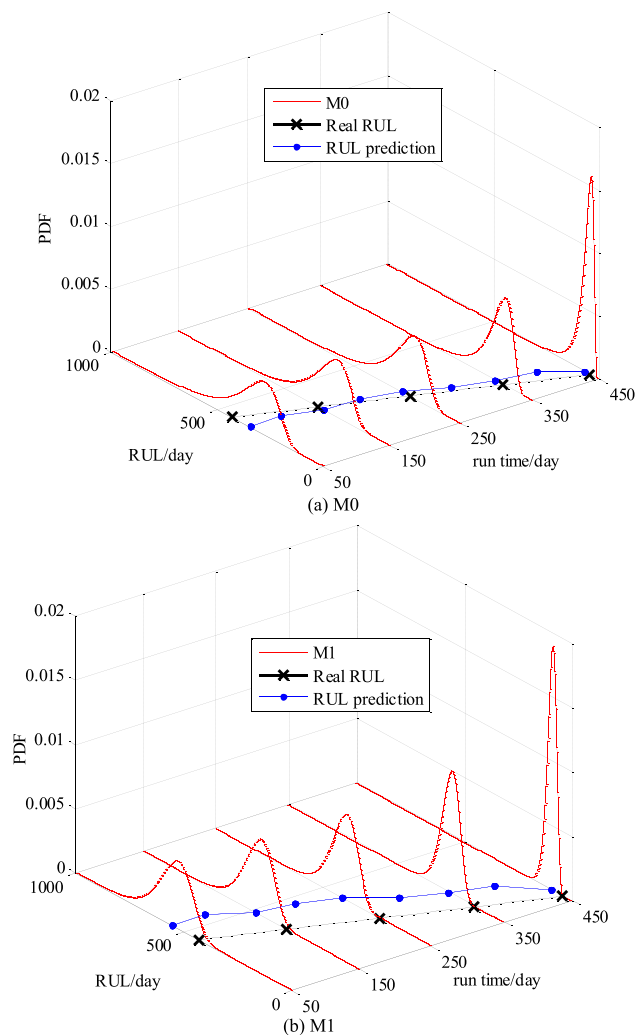 0.02
0.015
0.01
0.005
0
PDF
M0
Real RUL
RUL prediction
1000
500
0
RUL/day
50
150
250
350
450
run time/day
(a) M0
0.02
0.015
0.01
0.005
0
PDF
M1
Real RUL
RUL prediction
1000
500
0
RUL/day
50
150
250
350
450
run time/day
(b) M1